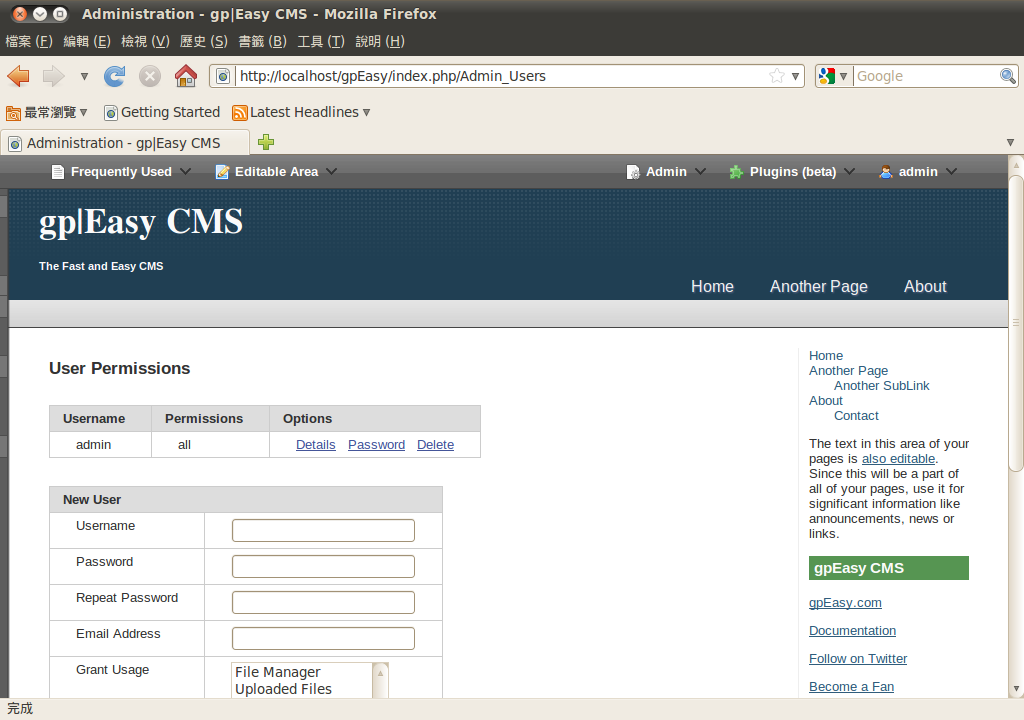 Administration - gp|Easy CMS - Mozilla Firefox
檔案 (F) 編輯 (E) 檢視 (V) 歷史 (S) 書籤 (B) 工具 (T) 說明 (H)
http://localhost/gpEasy/index.php/Admin_Users Google
最常瀏覽 Getting Started Latest Headlines
Administration - gp|Easy CMS
Frequently Used Editable Area Admin Plugins (beta) admin
gp|Easy CMS
The Fast and Easy CMS
Home Another Page About
User Permissions
Username Permissions Options
admin all Details Password Delete
New User
Username
Password
Repeat Password
Email Address
Grant Usage File Manager
Uploaded Files
Home
Another Page
Another SubLink
About
Contact
The text in this area of your
pages is also editable.
Since this will be a part of
all of your pages, use it for
significant information like
announcements, news or
links.
gpEasy CMS
gpEasy.com
Documentation
Follow on Twitter
Become a Fan
完成